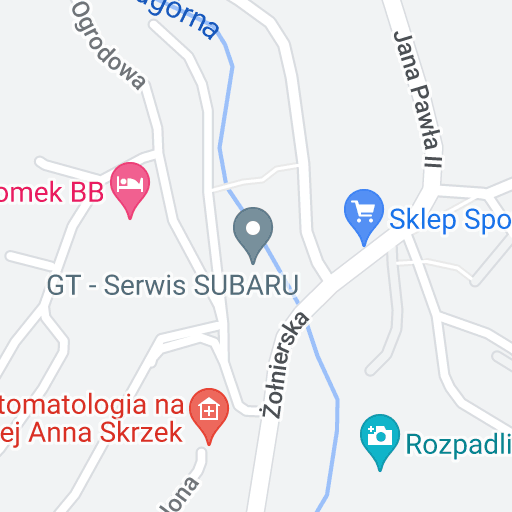 Ogrodowa
Jana Pawła II
omek BB
Sklep Spo
GT - Serwis SUBARU
Żołnierska
tomatologia na
ej Anna Skrzek
Rozpadli